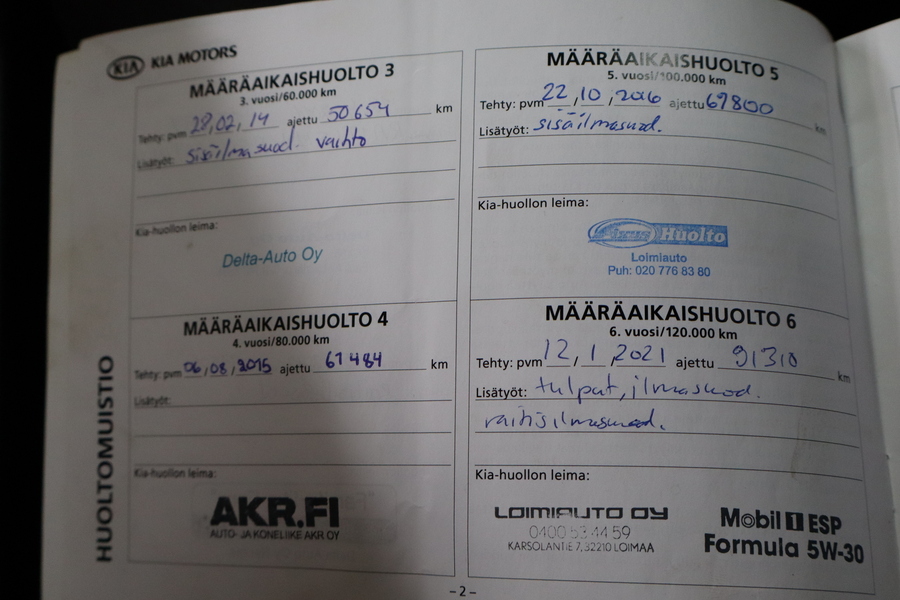 KIA KIA MOTORS
MÄÄRÄAIKAISHUOLTO 3
3. vuosi/60.000 km
Tehty: pvm 28,02,14 ajettu 50654 km
Lisätyöt: sisäilmasuod. vaihto
Kia-huollon leima:
Delta-Auto Oy
MÄÄRÄAIKAISHUOLTO 4
4. vuosi/80.000 km
Tehty: pvm 06,08,2015 ajettu 61484 km
Lisätyöt:
Kia-huollon leima:
AKR.FI
AUTO- JA KONELIIKE AKR OY
HUOLTOMUISTIO
MÄÄRÄAIKAISHUOLTO 5
5. vuosi/100.000 km
Tehty: pvm 22,10,2016 ajettu 69800 km
Lisätyöt: sisäilmasuod.
Kia-huollon leima:
Huolto
Loimiauto
Puh: 020 776 83 80
MÄÄRÄAIKAISHUOLTO 6
6. vuosi/120.000 km
Tehty: pvm 12,1,2021 ajettu 91310 km
Lisätyöt: tulpat, ilmasuod.
raitisilmasuod.
Kia-huollon leima:
LOIMIAUTO OY
0400 53 44 59
KARSOLANTIE 7, 32210 LOIMAA
Mobil 1 ESP
Formula 5W-30
-2-